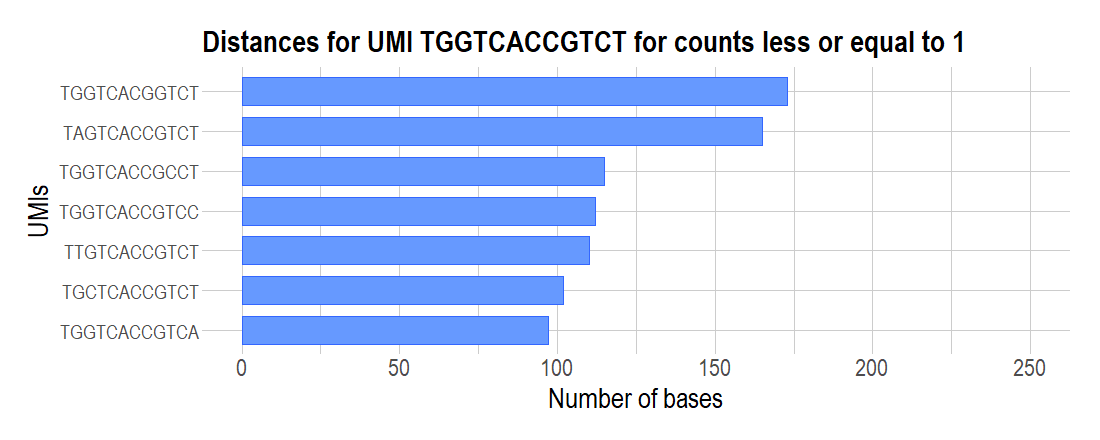 Distances for UMI TGGTCACCGTCT for counts less or equal to 1
UMIs
TGGTCACGGTCT
TAGTCACCGTCT
TGGTCACCGCCT
TGGTCACCGTCC
TTGTCACCGTCT
TGCTCACCGTCT
TGGTCACCGTCA
0 50 100 150 200 250
Number of bases